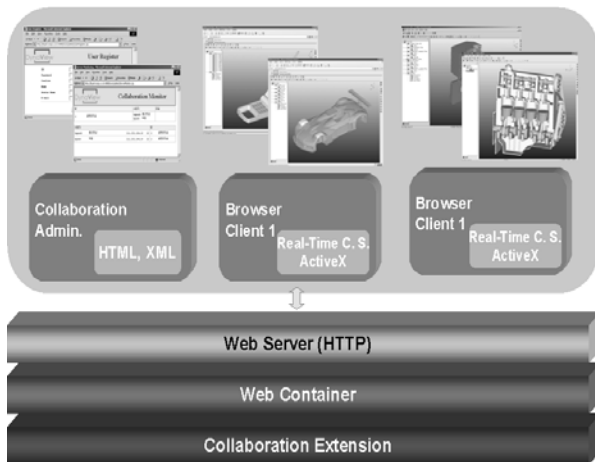 User Register
Collaboration Monitor
Collaboration
Admin.
HTML, XML
Browser
Client 1
Real-Time C. S.
ActiveX
Browser
Client 1
Real-Time C. S.
ActiveX
Web Server (HTTP)
Web Container
Collaboration Extension